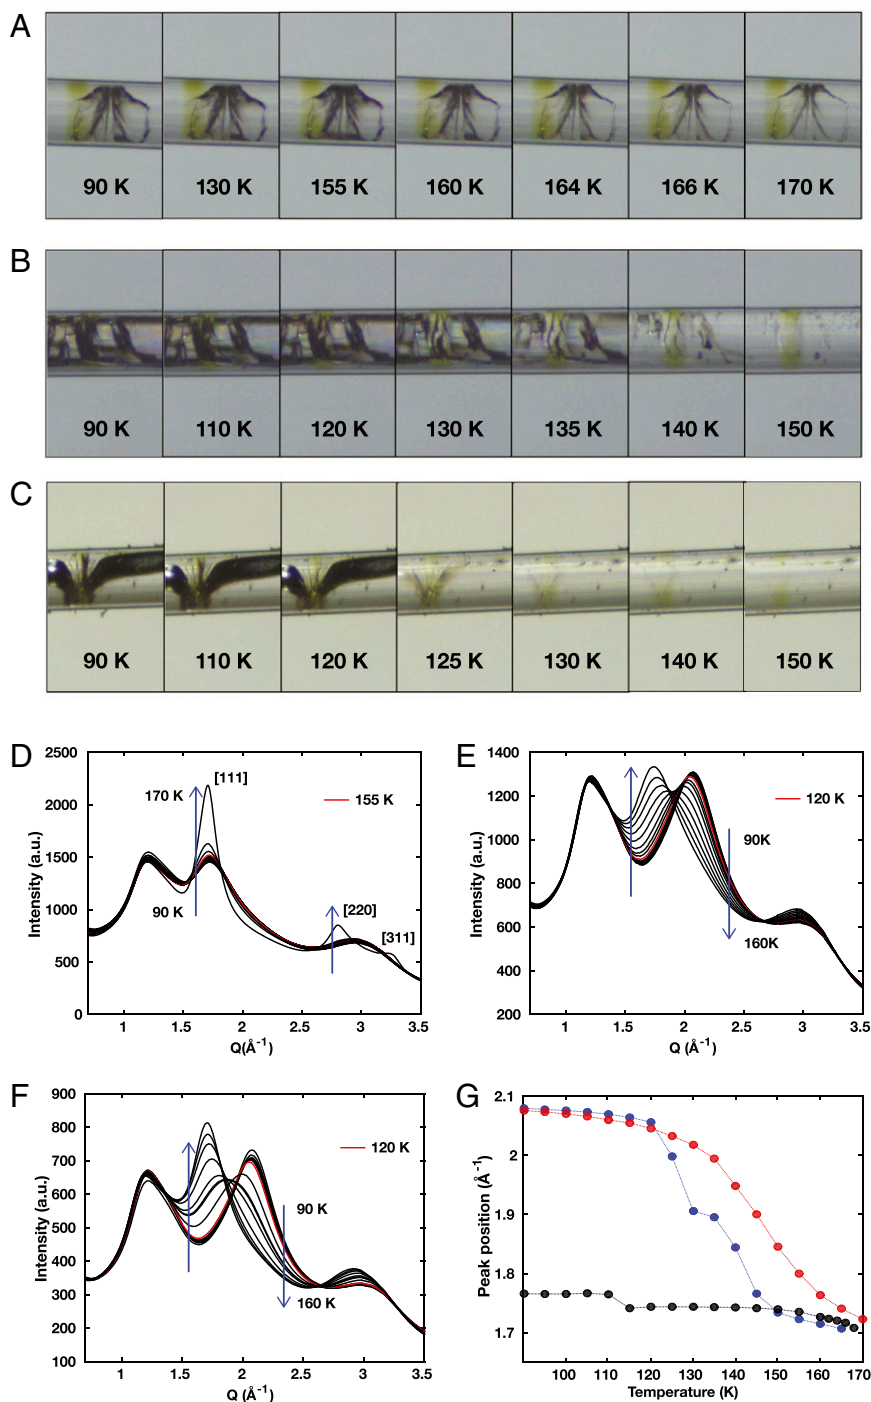 A
90 K 130 K 155 K 160 K 164 K 166 K 170 K
B
90 K 110 K 120 K 130 K 135 K 140 K 150 K
C
90 K 110 K 120 K 125 K 130 K 140 K 150 K
D
2500
2000
1500
1000
500
0
1 1.5 2 2.5 3 3.5
Intensity (a.u.)
Q(Å-1)
170 K
[111]
155 K
90 K
[220]
[311]
E
1400
1200
1000
800
600
400
200
1 1.5 2 2.5 3 3.5
Intensity (a.u.)
Q (Å-1)
120 K
90K
160K
F
900
800
700
600
500
400
300
200
100
1 1.5 2 2.5 3 3.5
Intensity (a.u.)
Q (Å-1)
120 K
90 K
160 K
G
2.1
2
1.9
1.8
1.7
100 110 120 130 140 150 160 170
Peak position (Å-1)
Temperature (K)